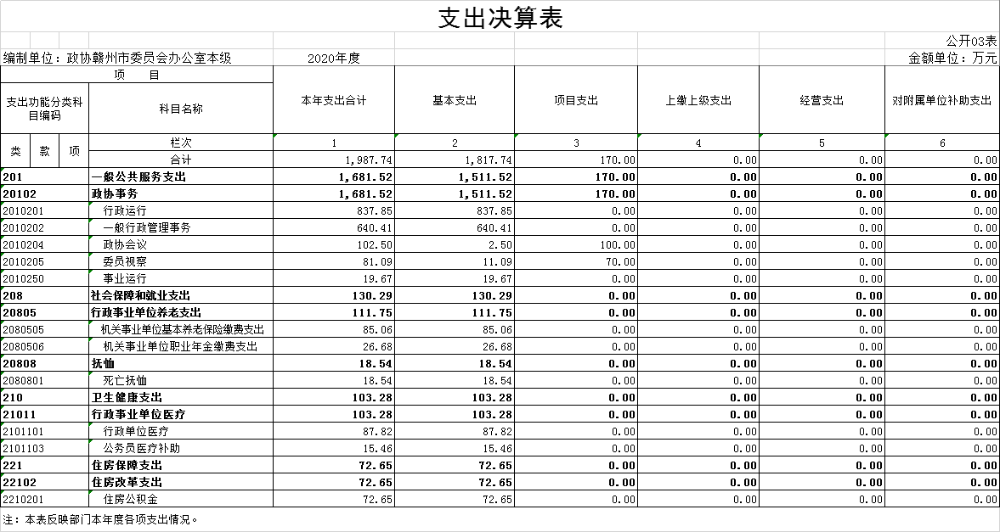 支出决算表
公开03表
编制单位：政协赣州市委员会办公室本级 2020年度 金额单位：万元
项 目 本年支出合计 基本支出 项目支出 上缴上级支出 经营支出 对附属单位补助支出
支出功能分类科目编码 科目名称
类 款 项 栏次 1 2 3 4 5 6
合计 1,987.74 1,817.74 170.00 0.00 0.00 0.00
201 一般公共服务支出 1,681.52 1,511.52 170.00 0.00 0.00 0.00
20102 政协事务 1,681.52 1,511.52 170.00 0.00 0.00 0.00
2010201 行政运行 837.85 837.85 0.00 0.00 0.00 0.00
2010202 一般行政管理事务 640.41 640.41 0.00 0.00 0.00 0.00
2010204 政协会议 102.50 2.50 100.00 0.00 0.00 0.00
2010205 委员视察 81.09 11.09 70.00 0.00 0.00 0.00
2010250 事业运行 19.67 19.67 0.00 0.00 0.00 0.00
208 社会保障和就业支出 130.29 130.29 0.00 0.00 0.00 0.00
20805 行政事业单位养老支出 111.75 111.75 0.00 0.00 0.00 0.00
2080505 机关事业单位基本养老保险缴费支出 85.06 85.06 0.00 0.00 0.00 0.00
2080506 机关事业单位职业年金缴费支出 26.68 26.68 0.00 0.00 0.00 0.00
20808 抚恤 18.54 18.54 0.00 0.00 0.00 0.00
2080801 死亡抚恤 18.54 18.54 0.00 0.00 0.00 0.00
210 卫生健康支出 103.28 103.28 0.00 0.00 0.00 0.00
21011 行政事业单位医疗 103.28 103.28 0.00 0.00 0.00 0.00
2101101 行政单位医疗 87.82 87.82 0.00 0.00 0.00 0.00
2101103 公务员医疗补助 15.46 15.46 0.00 0.00 0.00 0.00
221 住房保障支出 72.65 72.65 0.00 0.00 0.00 0.00
22102 住房改革支出 72.65 72.65 0.00 0.00 0.00 0.00
2210201 住房公积金 72.65 72.65 0.00 0.00 0.00 0.00
注：本表反映部门本年度各项支出情况。